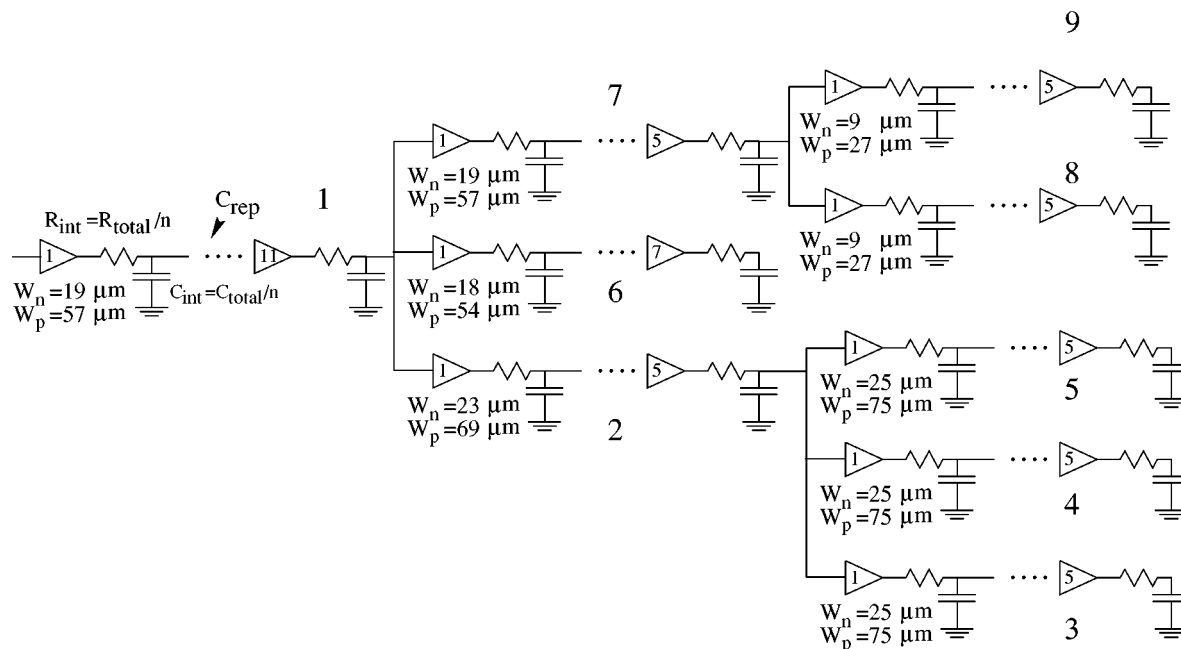 9
1
5
7
W_n =9 μm
W_p =27 μm
1
5
8
W_n =19 μm
W_p =57 μm
C_rep
1
1
5
R_int =R_total/n
W_n =9 μm
W_p =27 μm
1
11
1
7
C_int =C_total/n
W_n =19 μm
W_p =57 μm
W_n =18 μm
W_p =54 μm
6
1
5
1
5
W_n =25 μm
W_p =75 μm
5
W_n =23 μm
W_p =69 μm
2
1
5
W_n =25 μm
W_p =75 μm
4
1
5
W_n =25 μm
W_p =75 μm
3